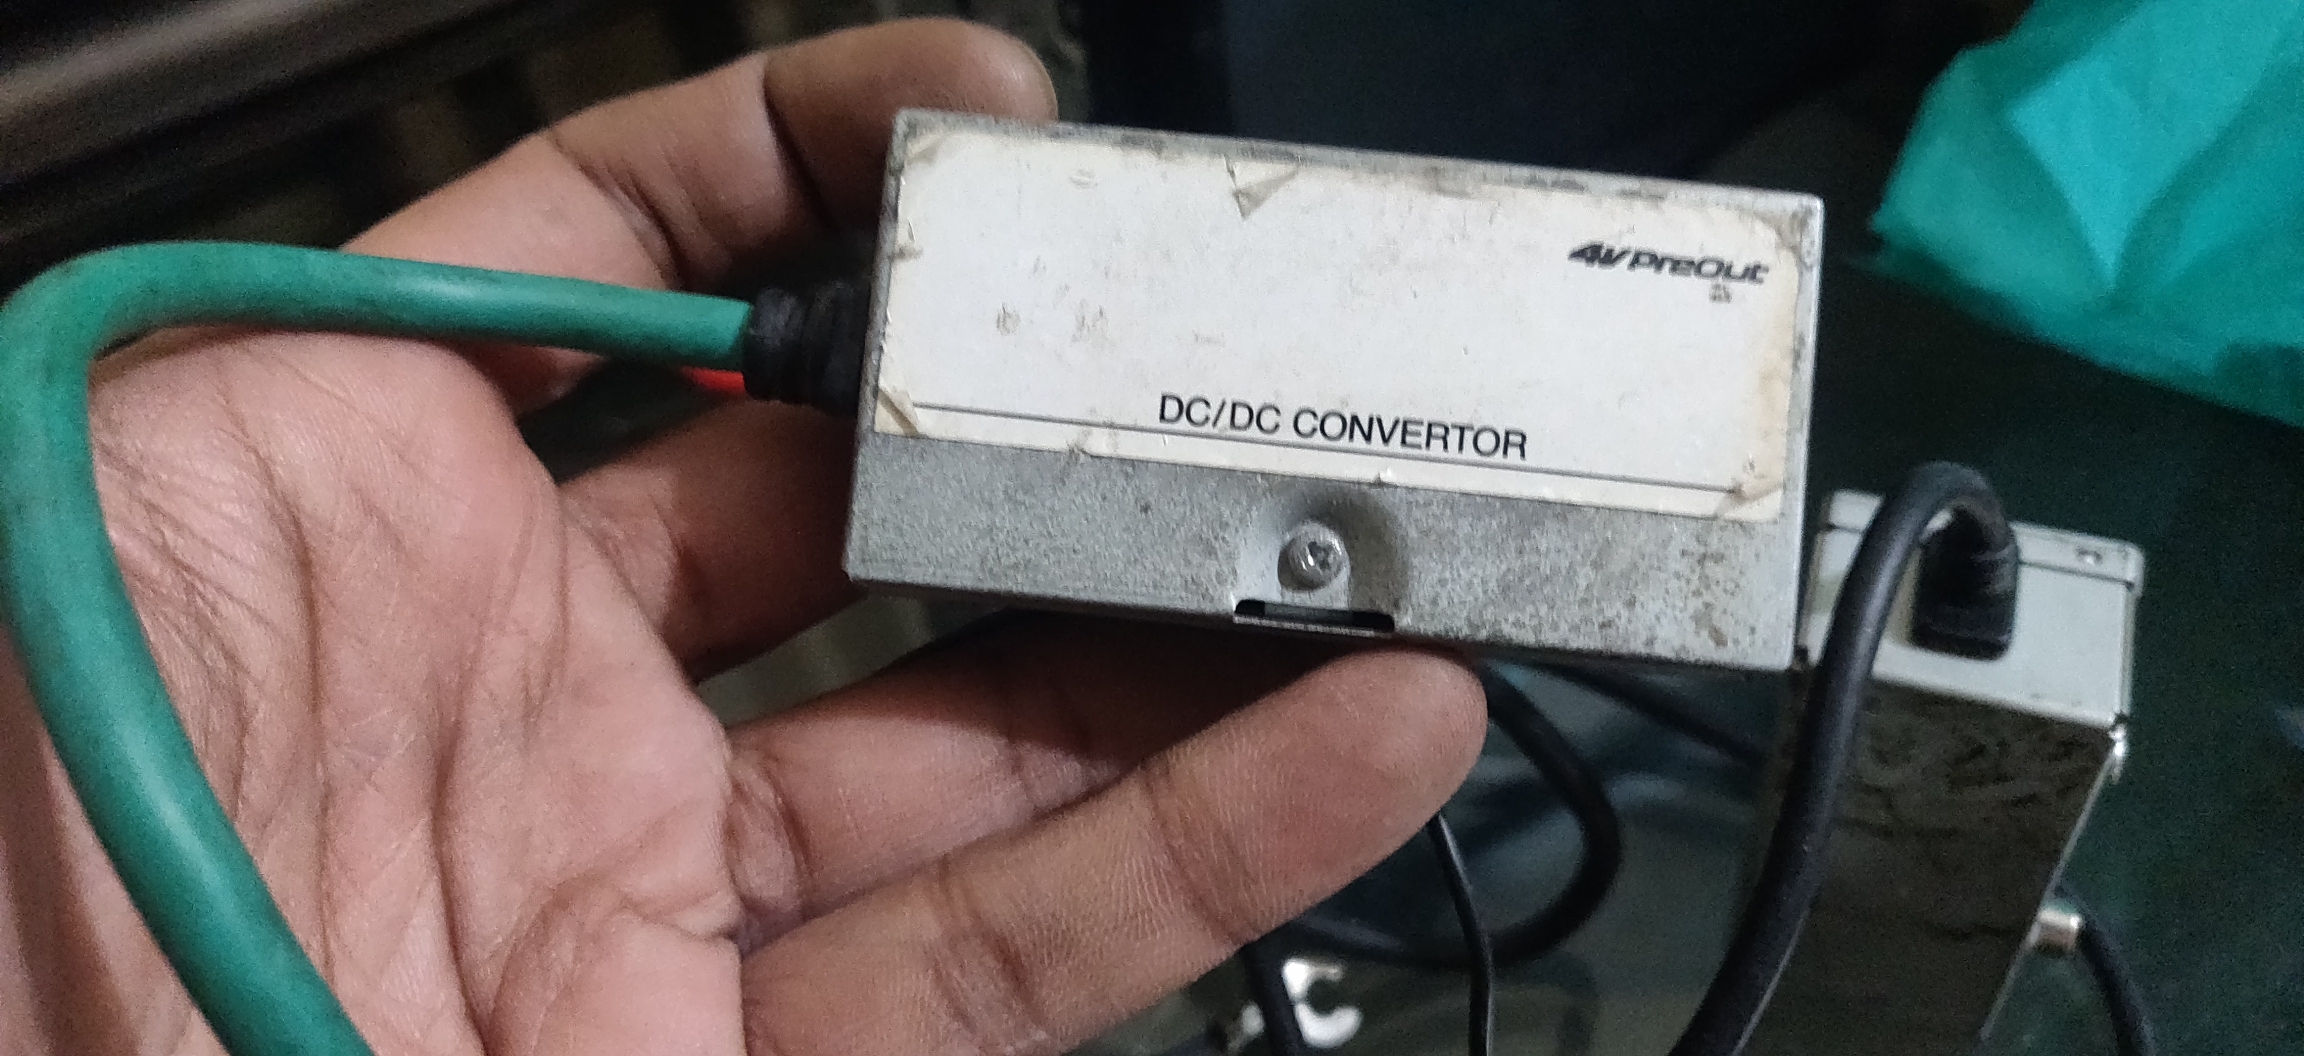 4V PreOut
DC/DC CONVERTOR